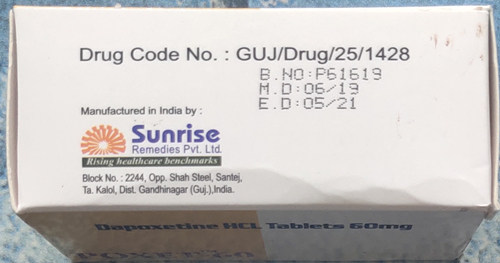 Drug Code No. : GUJ/Drug/25/1428
B.NO:P61619
M.D:06/19
E.D:05/21
Manufactured in India by :
Sunrise
Remedies Pvt. Ltd.
Rising healthcare benchmarks
Block No. : 2244, Opp. Shah Steel, Santej,
Ta. Kalol, Dist. Gandhinagar (Guj.),India.
Dapoxetine HCL Tablets 60mg